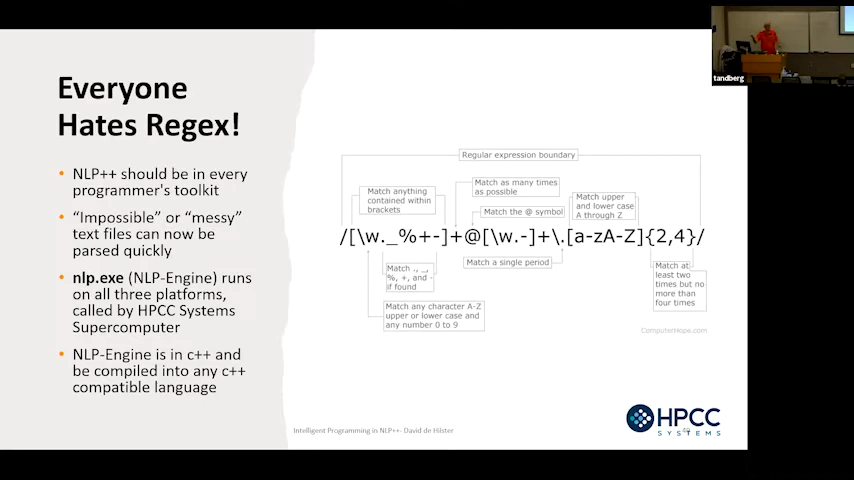 tandberg
Everyone
Hates Regex!
• NLP++ should be in every
programmer's toolkit
• “Impossible” or “messy”
text files can now be
parsed quickly
• nlp.exe (NLP-Engine) runs
on all three platforms,
called by HPCC Systems
Supercomputer
• NLP-Engine is in c++ and
be compiled into any c++
compatible language
Regular expression boundary
Match anything
contained within
brackets
Match as many times
as possible
Match the @ symbol
Match upper
and lower case
A through Z
/[\w._%+-]+@[\w.-]+\.[a-zA-Z]{2,4}/
Match a single period
Match ., _,
%, +, and -
if found
Match at
least two
times but no
more than
four times
Match any character A-Z
upper or lower case and
any number 0 to 9
ComputerHope.com
HPCC
SYSTEMS
Intelligent Programming in NLP++- David de Hilster